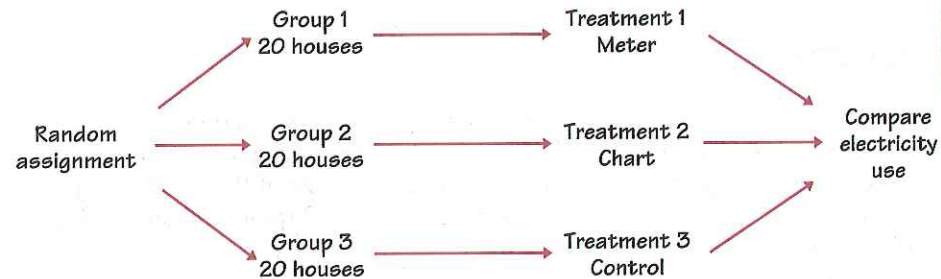 Group 1
20 houses
Treatment 1
Meter
Random
assignment
Group 2
20 houses
Treatment 2
Chart
Compare
electricity
use
Group 3
20 houses
Treatment 3
Control